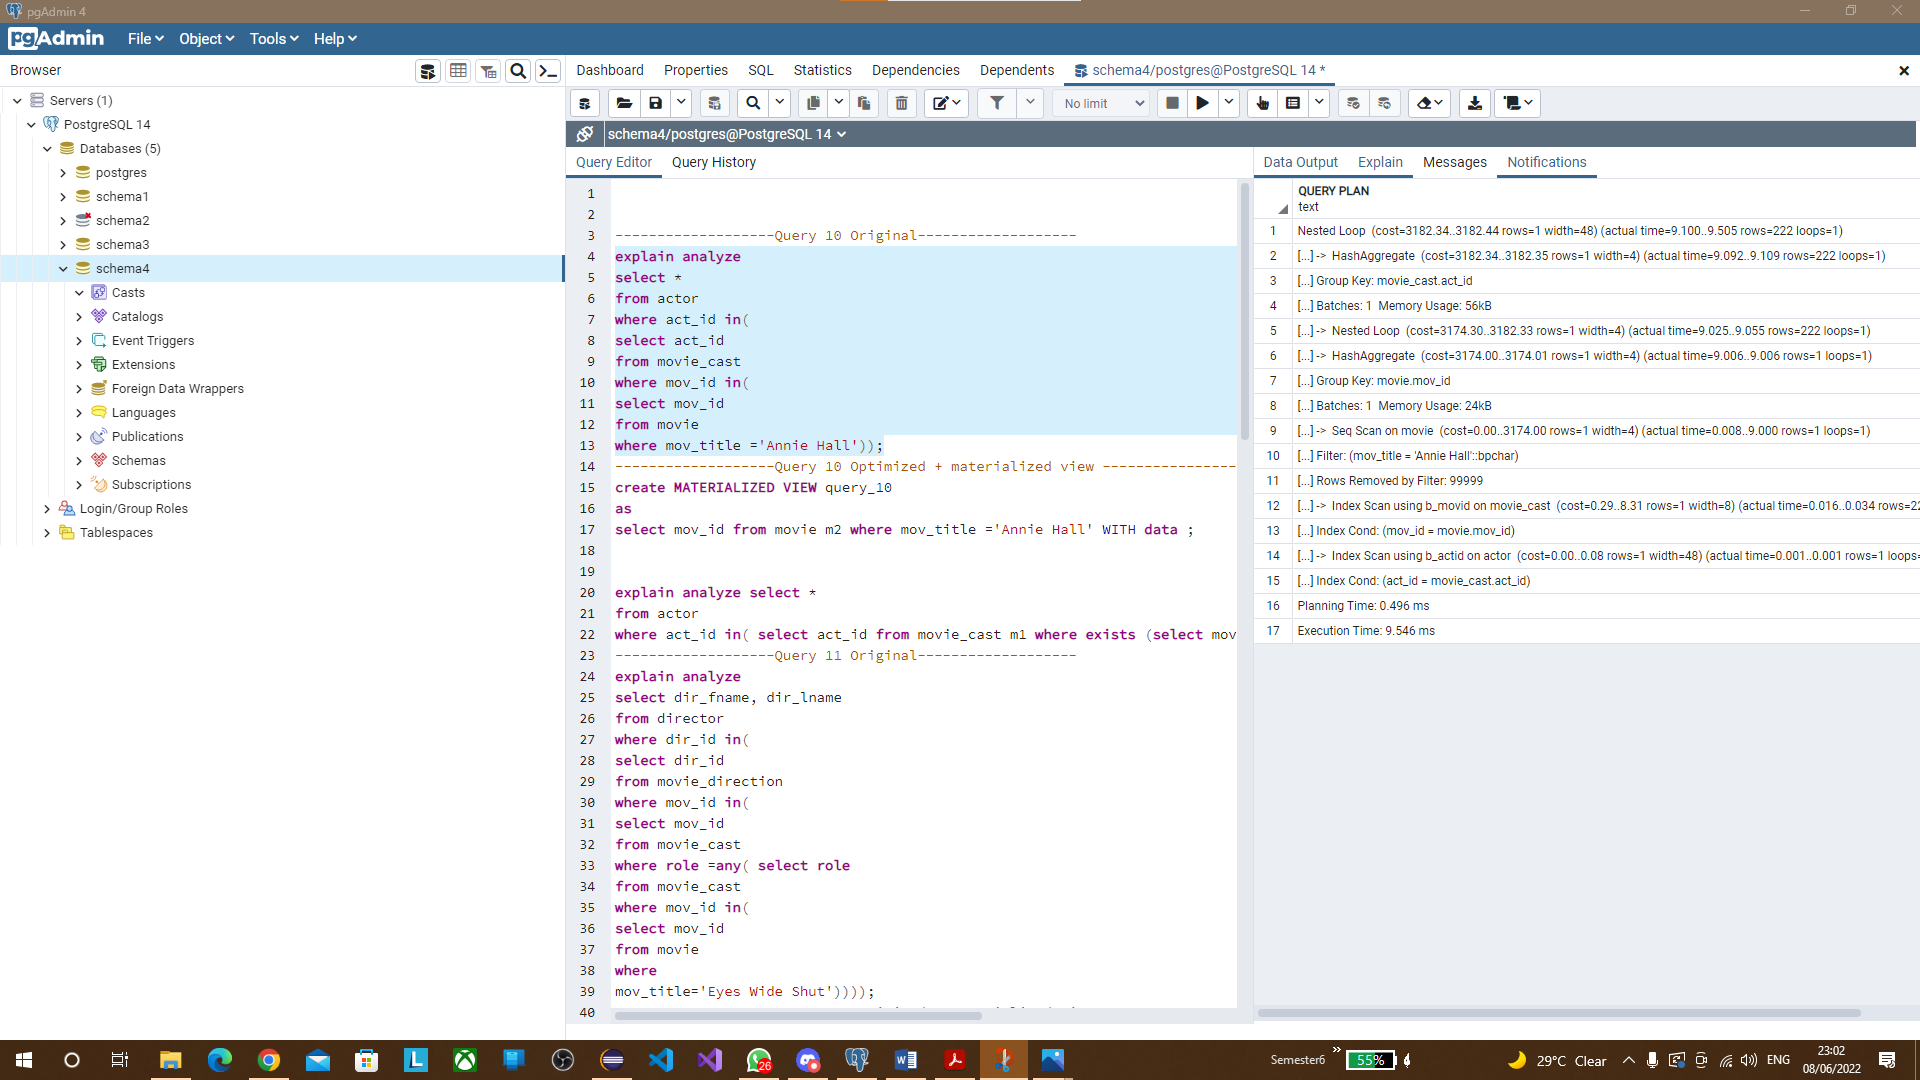 pgAdmin 4
pgAdmin File Object Tools Help
Browser
Dashboard Properties SQL Statistics Dependencies Dependents schema4/postgres@PostgreSQL 14 *
No limit
schema4/postgres@PostgreSQL 14
Servers (1)
PostgreSQL 14
Databases (5)
postgres
schema1
schema2
schema3
schema4
Casts
Catalogs
Event Triggers
Extensions
Foreign Data Wrappers
Languages
Publications
Schemas
Subscriptions
Login/Group Roles
Tablespaces
Query Editor Query History
1
2
3 -------------------Query 10 Original-------------------
4 explain analyze
5 select *
6 from actor
7 where act_id in(
8 select act_id
9 from movie_cast
10 where mov_id in(
11 select mov_id
12 from movie
13 where mov_title ='Annie Hall'));
14 -------------------Query 10 Optimized + materialized view ----------------
15 create MATERIALIZED VIEW query_10
16 as
17 select mov_id from movie m2 where mov_title ='Annie Hall' WITH data ;
18
19
20 explain analyze select *
21 from actor
22 where act_id in( select act_id from movie_cast m1 where exists (select mov
23 -------------------Query 11 Original-------------------
24 explain analyze
25 select dir_fname, dir_lname
26 from director
27 where dir_id in(
28 select dir_id
29 from movie_direction
30 where mov_id in(
31 select mov_id
32 from movie_cast
33 where role =any( select role
34 from movie_cast
35 where mov_id in(
36 select mov_id
37 from movie
38 where
39 mov_title='Eyes Wide Shut'))));
40
Data Output Explain Messages Notifications
QUERY PLAN
text
1 Nested Loop (cost=3182.34..3182.44 rows=1 width=48) (actual time=9.100..9.505 rows=222 loops=1)
2 [...] -> HashAggregate (cost=3182.34..3182.35 rows=1 width=4) (actual time=9.092..9.109 rows=222 loops=1)
3 [...] Group Key: movie_cast.act_id
4 [...] Batches: 1 Memory Usage: 56kB
5 [...] -> Nested Loop (cost=3174.30..3182.33 rows=1 width=4) (actual time=9.025..9.055 rows=222 loops=1)
6 [...] -> HashAggregate (cost=3174.00..3174.01 rows=1 width=4) (actual time=9.006..9.006 rows=1 loops=1)
7 [...] Group Key: movie.mov_id
8 [...] Batches: 1 Memory Usage: 24kB
9 [...] -> Seq Scan on movie (cost=0.00..3174.00 rows=1 width=4) (actual time=0.008..9.000 rows=1 loops=1)
10 [...] Filter: (mov_title = 'Annie Hall'::bpchar)
11 [...] Rows Removed by Filter: 99999
12 [...] -> Index Scan using b_movid on movie_cast (cost=0.29..8.31 rows=1 width=8) (actual time=0.016..0.034 rows=22
13 [...] Index Cond: (mov_id = movie.mov_id)
14 [...] -> Index Scan using b_actid on actor (cost=0.00..0.08 rows=1 width=48) (actual time=0.001..0.001 rows=1 loops=
15 [...] Index Cond: (act_id = movie_cast.act_id)
16 Planning Time: 0.496 ms
17 Execution Time: 9.546 ms
26
Semester6
55%
29°C Clear
ENG
23:02
08/06/2022